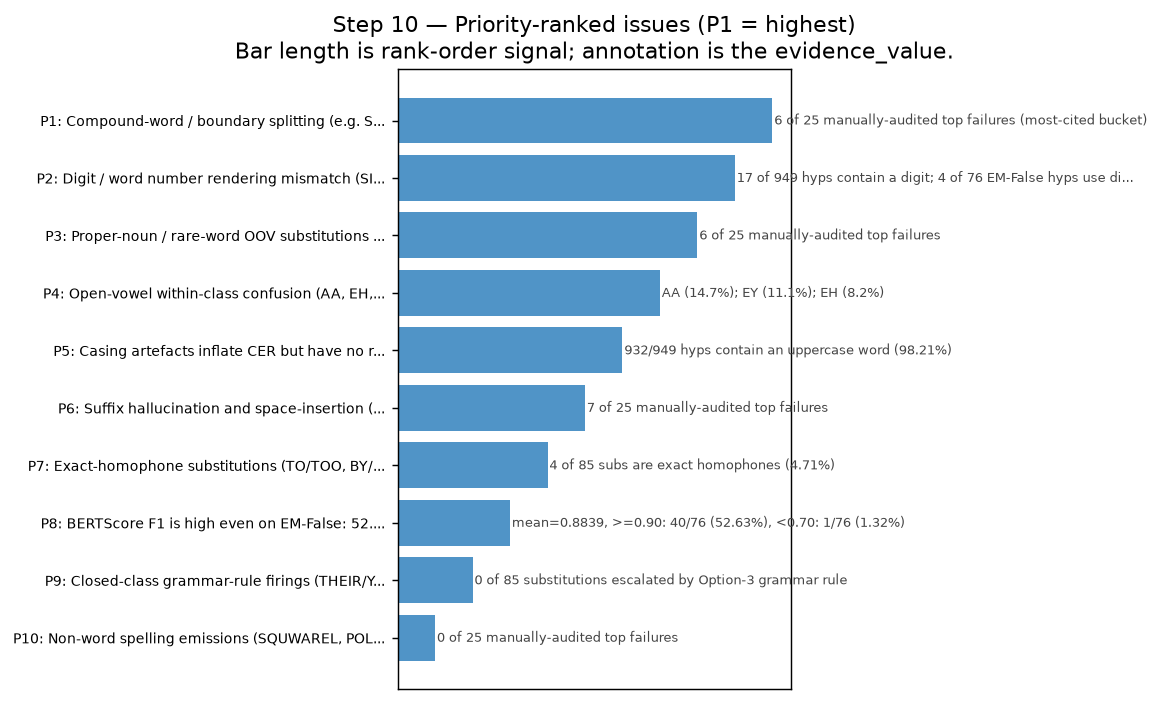 Step 10 — Priority-ranked issues (P1 = highest)
Bar length is rank-order signal; annotation is the evidence_value.
P1: Compound-word / boundary splitting (e.g. S... 6 of 25 manually-audited top failures (most-cited bucket)
P2: Digit / word number rendering mismatch (SI... 17 of 949 hyps contain a digit; 4 of 76 EM-False hyps use di...
P3: Proper-noun / rare-word OOV substitutions ... 6 of 25 manually-audited top failures
P4: Open-vowel within-class confusion (AA, EH,... AA (14.7%); EY (11.1%); EH (8.2%)
P5: Casing artefacts inflate CER but have no r... 932/949 hyps contain an uppercase word (98.21%)
P6: Suffix hallucination and space-insertion (... 7 of 25 manually-audited top failures
P7: Exact-homophone substitutions (TO/TOO, BY/... 4 of 85 subs are exact homophones (4.71%)
P8: BERTScore F1 is high even on EM-False: 52.... mean=0.8839, >=0.90: 40/76 (52.63%), <0.70: 1/76 (1.32%)
P9: Closed-class grammar-rule firings (THEIR/Y... 0 of 85 substitutions escalated by Option-3 grammar rule
P10: Non-word spelling emissions (SQUWAREL, POL... 0 of 25 manually-audited top failures